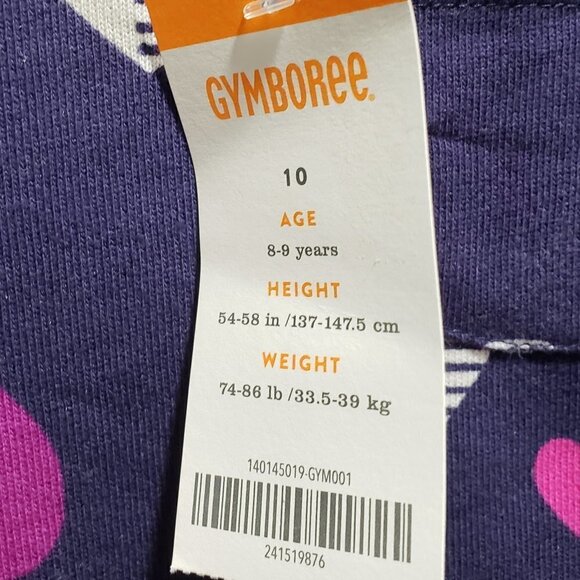 GYMBOREE
10
AGE
8-9 years
HEIGHT
54-58 in /137-147.5 cm
WEIGHT
74-86 lb /33.5-39 kg
140145019-GYM001
241519876